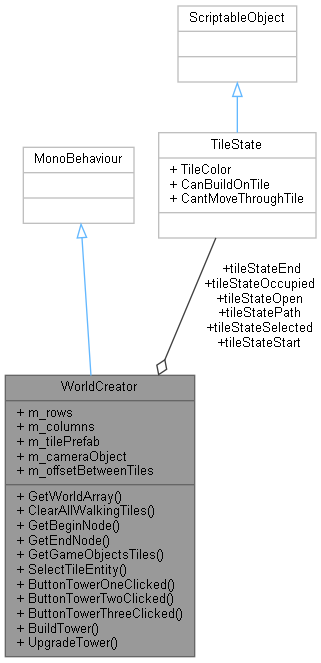 ScriptableObject
TileState
+ TileColor
+ CanBuildOnTile
+ CantMoveThroughTile
MonoBehaviour
+tileStateEnd
+tileStateOccupied
+tileStateOpen
+tileStatePath
+tileStateSelected
+tileStateStart
WorldCreator
+ m_rows
+ m_columns
+ m_tilePrefab
+ m_cameraObject
+ m_offsetBetweenTiles
+ GetWorldArray()
+ ClearAllWalkingTiles()
+ GetBeginNode()
+ GetEndNode()
+ GetGameObjectsTiles()
+ SelectTileEntity()
+ ButtonTowerOneClicked()
+ ButtonTowerTwoClicked()
+ ButtonTowerThreeClicked()
+ BuildTower()
+ UpgradeTower()